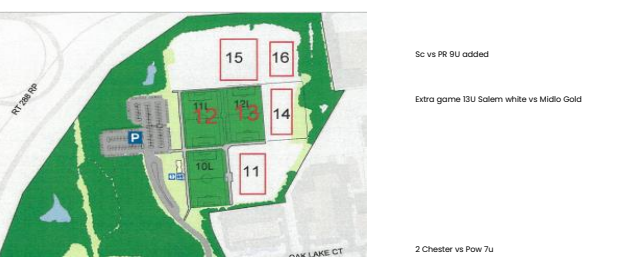 RT 288 RP
15
16
11L
12
12L
13
14
P
10L
11
OAK LAKE CT
Sc vs PR 9U added
Extra game 13U Salem white vs Midlo Gold
2 Chester vs Pow 7u